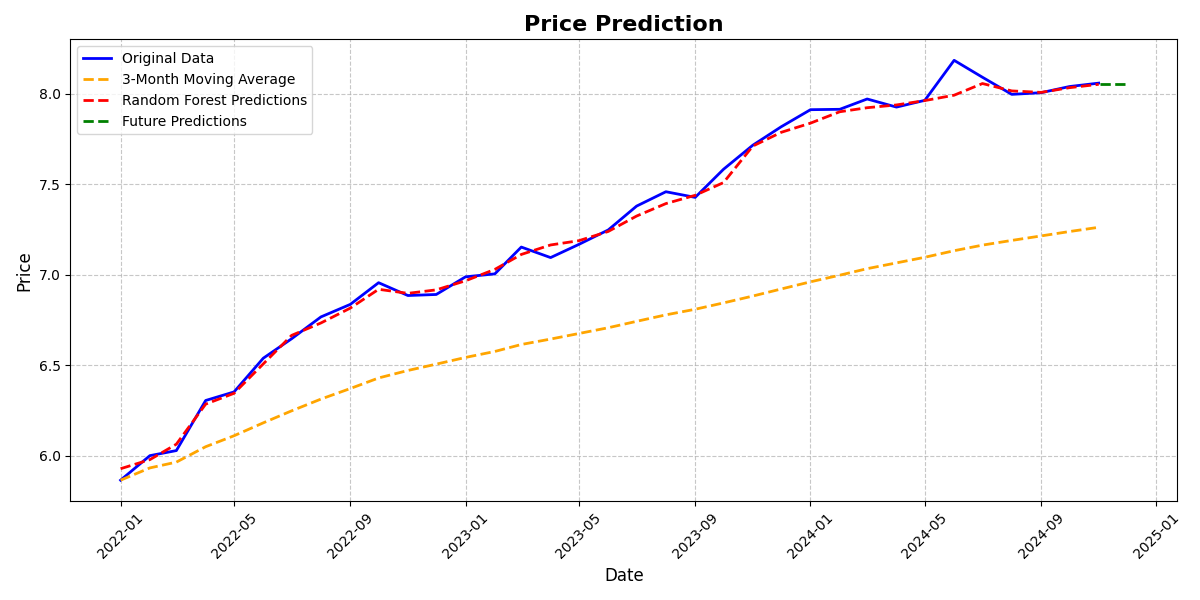 Price Prediction
Original Data
3-Month Moving Average
Random Forest Predictions
Future Predictions
Price
8.0
7.5
7.0
6.5
6.0
2022-01
2022-05
2022-09
2023-01
2023-05
2023-09
2024-01
2024-05
2024-09
2025-01
Date